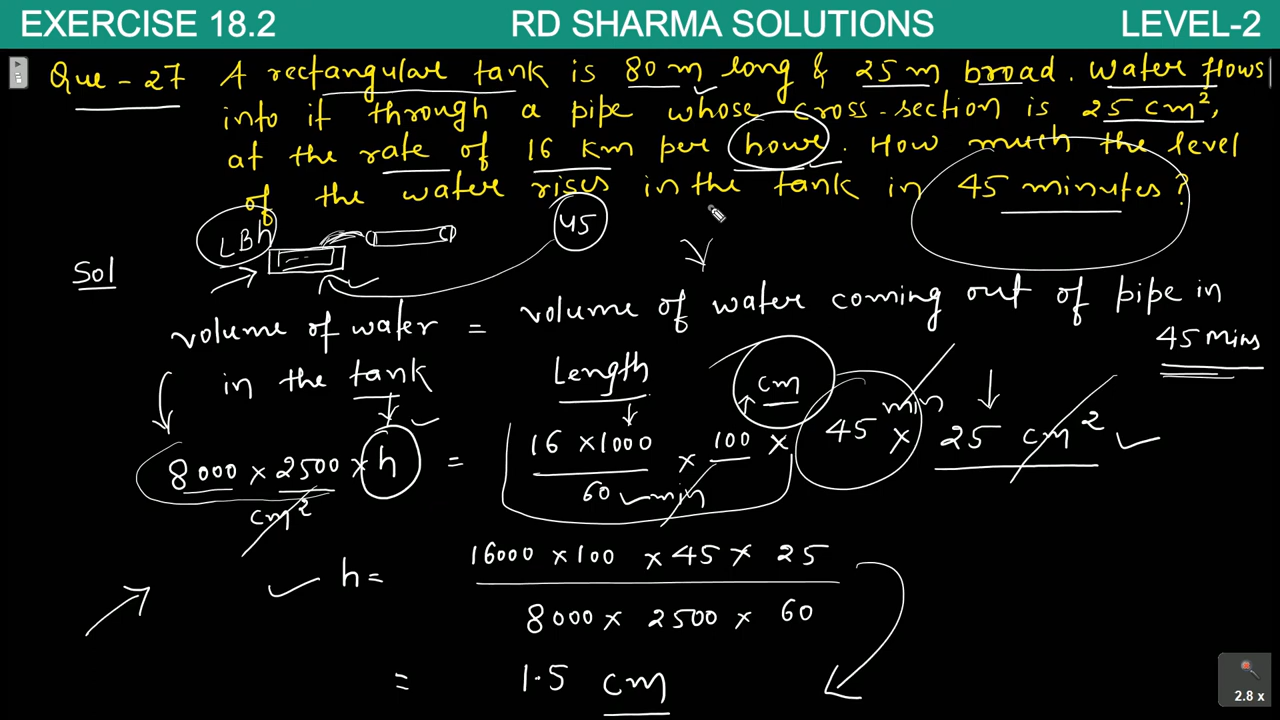 EXERCISE 18.2 RD SHARMA SOLUTIONS LEVEL-2
Que - 27 A rectangular tank is 80 m long & 25 m broad. Water flows
into it through a pipe whose cross-section is 25 cm²,
at the rate of 16 km per hour. How much the level
of the water rises in the tank in 45 minutes?
LBh 45
Sol
volume of water = volume of water coming out of pipe in
45 mins
in the tank Length cm
8000 × 2500 × h = 16 × 1000 × 100 × 45 min × 25 cm²
cm² 60 min
h = 16000 × 100 × 45 × 25
8000 × 2500 × 60
= 1.5 cm
2.8 x